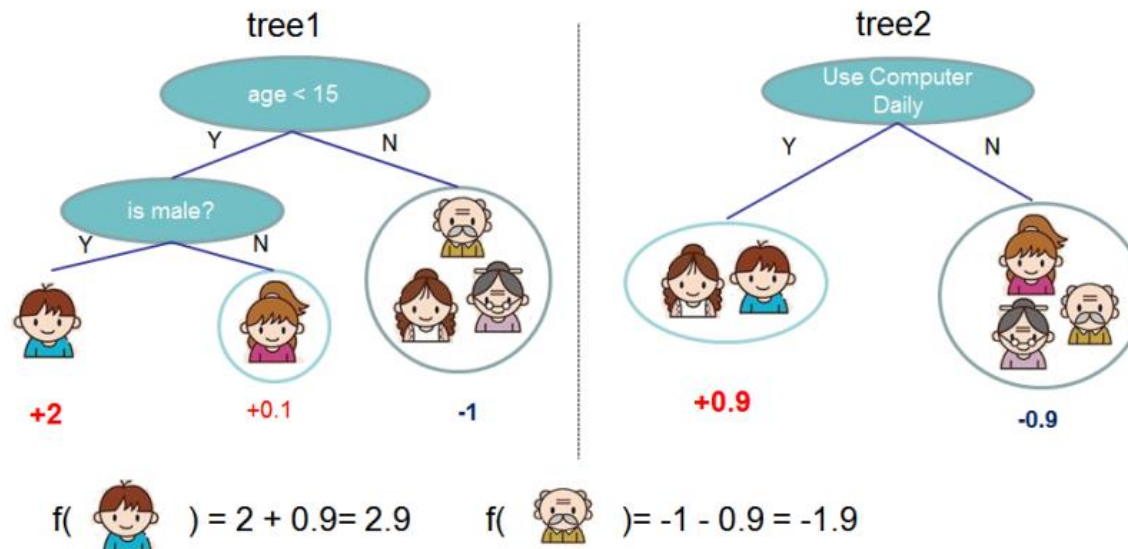 tree1
tree2
age < 15
Use Computer
Daily
Y
N
Y
N
is male?
Y
N
+2
+0.1
-1
+0.9
-0.9
f( ) = 2 + 0.9= 2.9
f( )= -1 - 0.9 = -1.9